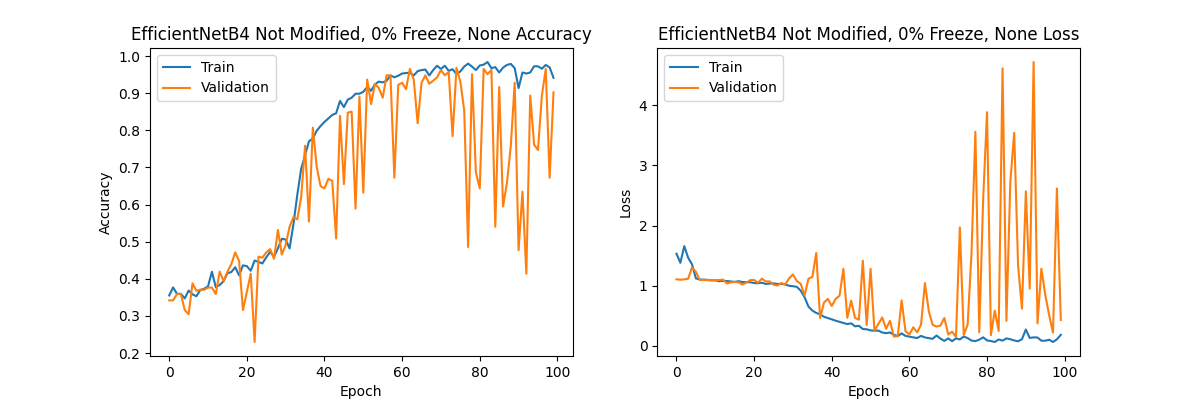 EfficientNetB4 Not Modified, 0% Freeze, None Accuracy
Train
Validation
Accuracy
1.0
0.9
0.8
0.7
0.6
0.5
0.4
0.3
0.2
0 20 40 60 80 100
Epoch
EfficientNetB4 Not Modified, 0% Freeze, None Loss
Train
Validation
Loss
4
3
2
1
0
0 20 40 60 80 100
Epoch